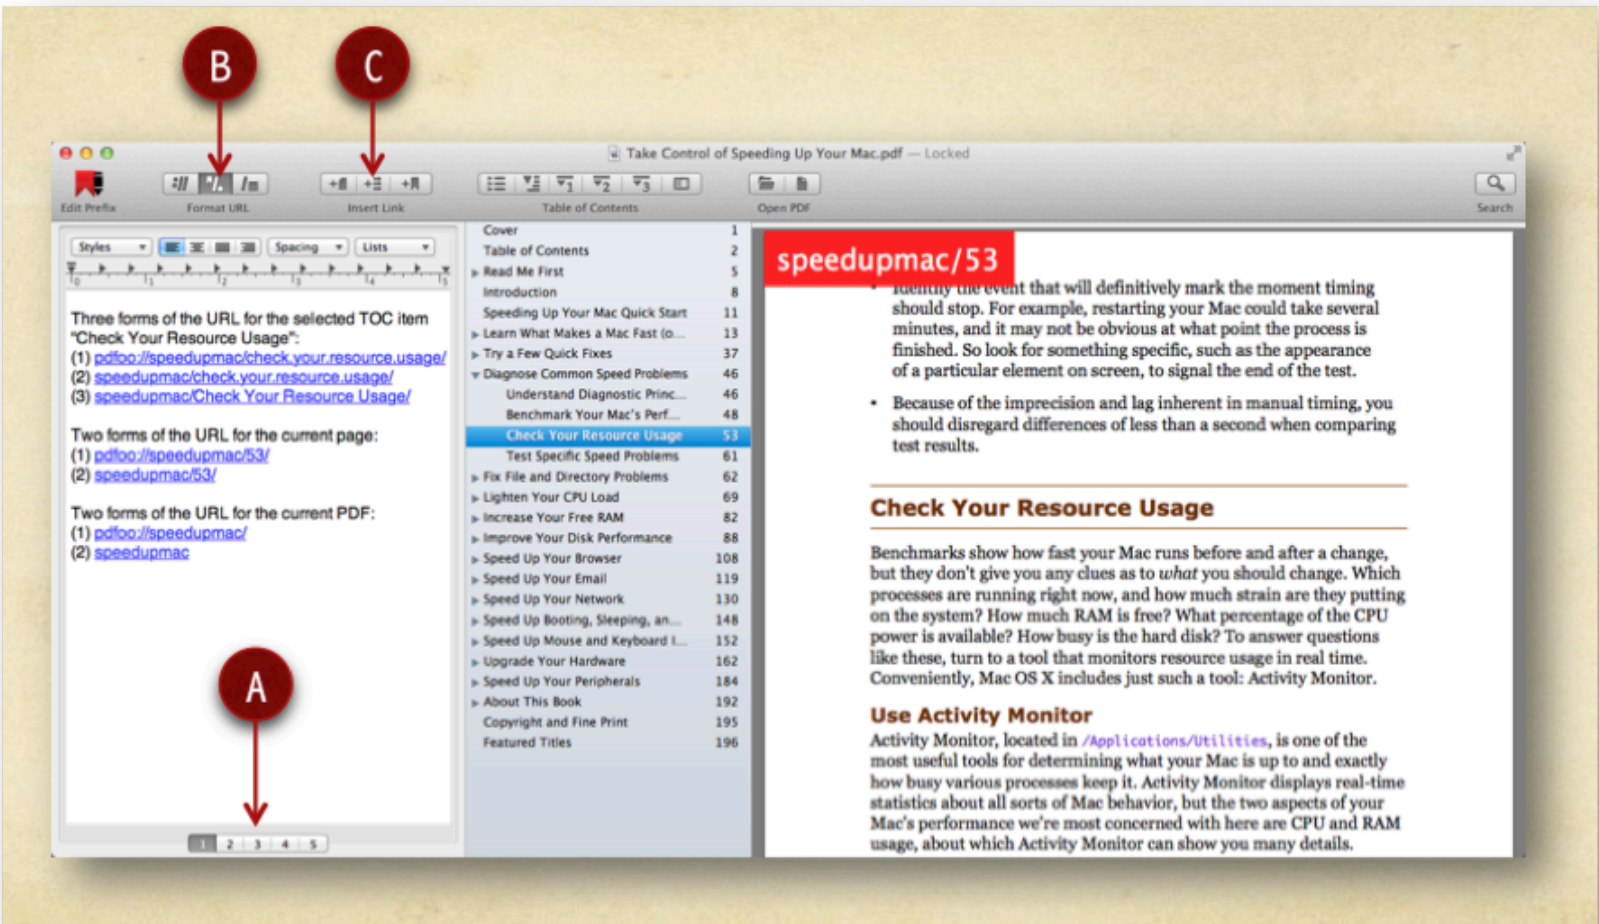 B
C
Take Control of Speeding Up Your Mac.pdf — Locked
Edit Prefix
Format URL
Insert Link
Table of Contents
Open PDF
Search
Styles
Spacing
Lists
Three forms of the URL for the selected TOC item
"Check Your Resource Usage":
(1) pdfoo://speedupmac/check.your.resource.usage/
(2) speedupmac/check.your.resource.usage/
(3) speedupmac/Check Your Resource Usage/
Two forms of the URL for the current page:
(1) pdfoo://speedupmac/53/
(2) speedupmac/53/
Two forms of the URL for the current PDF:
(1) pdfoo://speedupmac/
(2) speedupmac
A
1 2 3 4 5
Cover 1
Table of Contents 2
Read Me First 5
Introduction 8
Speeding Up Your Mac Quick Start 11
Learn What Makes a Mac Fast (o... 13
Try a Few Quick Fixes 37
Diagnose Common Speed Problems 46
Understand Diagnostic Princ... 46
Benchmark Your Mac's Perf... 48
Check Your Resource Usage 53
Test Specific Speed Problems 61
Fix File and Directory Problems 62
Lighten Your CPU Load 69
Increase Your Free RAM 82
Improve Your Disk Performance 88
Speed Up Your Browser 108
Speed Up Your Email 119
Speed Up Your Network 130
Speed Up Booting, Sleeping, an... 148
Speed Up Mouse and Keyboard I... 152
Upgrade Your Hardware 162
Speed Up Your Peripherals 184
About This Book 192
Copyright and Fine Print 195
Featured Titles 196
speedupmac/53
• Identify the event that will definitively mark the moment timing
should stop. For example, restarting your Mac could take several
minutes, and it may not be obvious at what point the process is
finished. So look for something specific, such as the appearance
of a particular element on screen, to signal the end of the test.
• Because of the imprecision and lag inherent in manual timing, you
should disregard differences of less than a second when comparing
test results.
Check Your Resource Usage
Benchmarks show how fast your Mac runs before and after a change,
but they don't give you any clues as to what you should change. Which
processes are running right now, and how much strain are they putting
on the system? How much RAM is free? What percentage of the CPU
power is available? How busy is the hard disk? To answer questions
like these, turn to a tool that monitors resource usage in real time.
Conveniently, Mac OS X includes just such a tool: Activity Monitor.
Use Activity Monitor
Activity Monitor, located in /Applications/Utilities, is one of the
most useful tools for determining what your Mac is up to and exactly
how busy various processes keep it. Activity Monitor displays real-time
statistics about all sorts of Mac behavior, but the two aspects of your
Mac's performance we're most concerned with here are CPU and RAM
usage, about which Activity Monitor can show you many details.